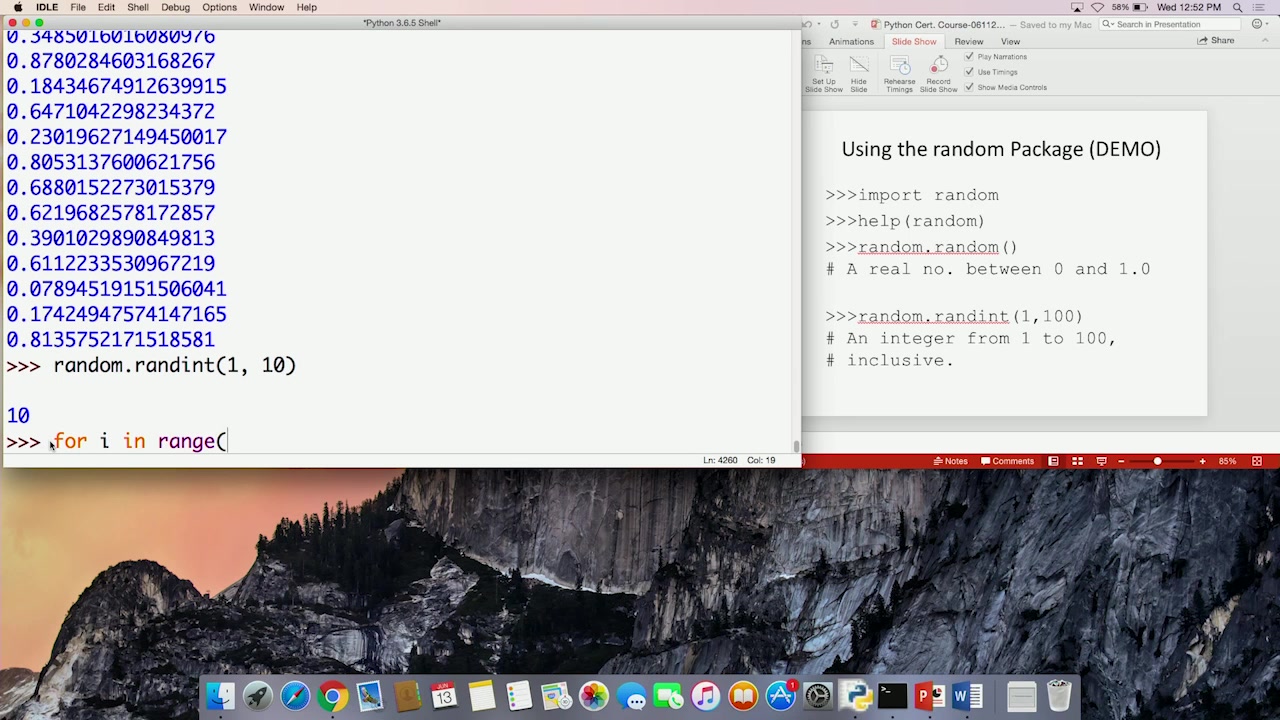 IDLE File Edit Shell Debug Options Window Help
58% Wed 12:52 PM
*Python 3.6.5 Shell*
0.3485016016080976
0.8780284603168267
0.18434674912639915
0.6471042298234372
0.23019627149450017
0.8053137600621756
0.6880152273015379
0.6219682578172857
0.3901029890849813
0.6112233530967219
0.07894519151506041
0.17424947574147165
0.8135752171518581
>>> random.randint(1, 10)
10
>>> for i in range(
Ln: 4260 Col: 19
Python Cert. Course-06112... — Saved to my Mac
Search in Presentation
ns Animations Slide Show Review View
Share
Set Up
Slide Show
Hide
Slide
Rehearse
Timings
Record
Slide Show
Play Narrations
Use Timings
Show Media Controls
Using the random Package (DEMO)
>>>import random
>>>help(random)
>>>random.random()
# A real no. between 0 and 1.0
>>>random.randint(1,100)
# An integer from 1 to 100,
# inclusive.
Notes Comments
85%
JUN
13
1